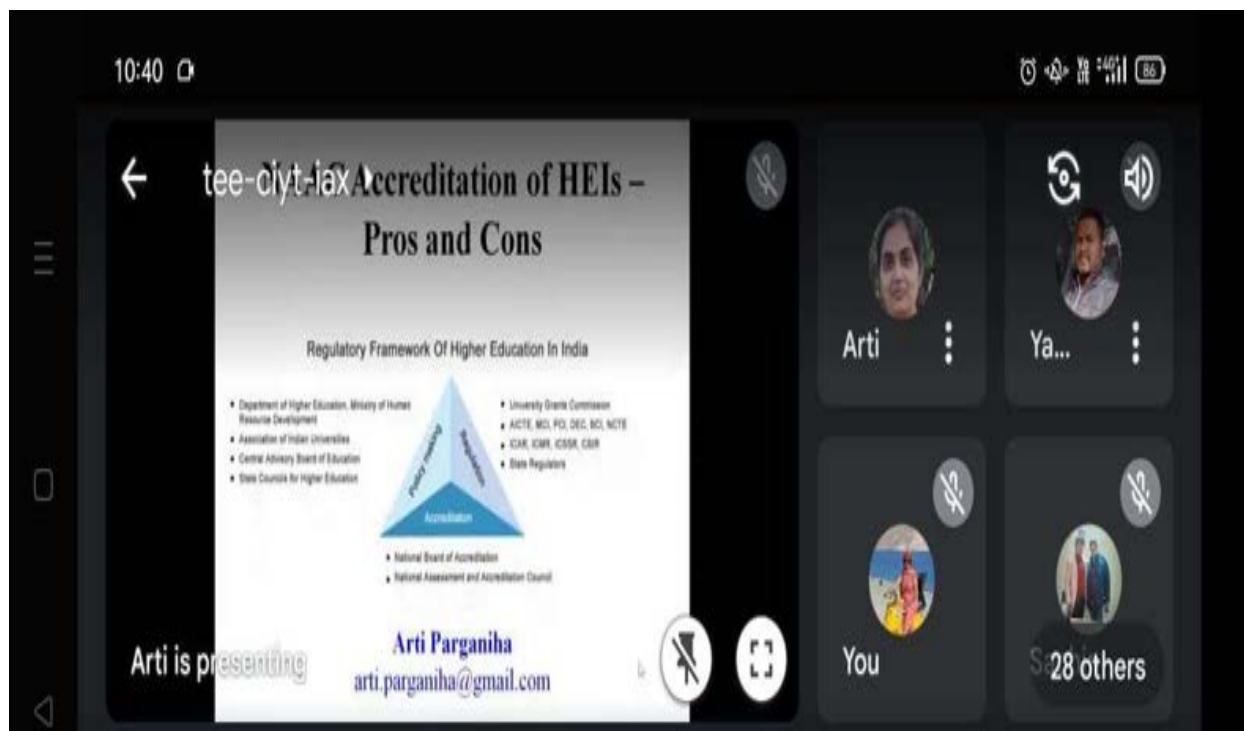 10:40
86
tee-ciyt-iax
Accreditation of HEIs –
Pros and Cons
Regulatory Framework Of Higher Education In India
Department of Higher Education, Ministry of Human
Resource Development
Association of Indian Universities
Central Advisory Board of Education
State Councils for Higher Education
Policy making
Regulation
Accreditation
University Grants Commission
AICTE, MCI, PCI, DEC, BCI, NCTE
ICAR, ICMR, ICSSR, CSIR
State Regulators
National Board of Accreditation
National Assessment and Accreditation Council
Arti Parganiha
arti.parganiha@gmail.com
Arti is presenting
Arti
Ya...
You
28 others